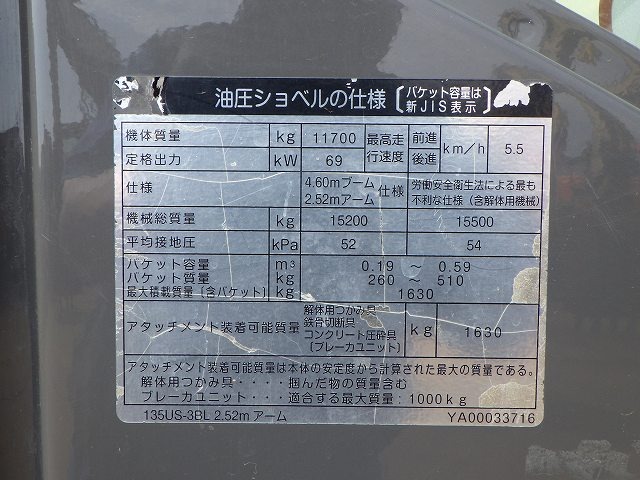 油圧ショベルの仕様 〔バケット容量は新JIS表示〕
機体質量 kg 11700 最高走行速度 前進 後進 km/h 5.5
定格出力 kW 69
仕様 4.60mブーム 2.52mアーム 仕様 労働安全衛生法による最も不利な仕様(含解体用機械)
機械総質量 kg 15200 15500
平均接地圧 kPa 52 54
バケット容量 m³ 0.19 ～ 0.59
バケット質量 kg 260 ～ 510
最大積載質量(含バケット) kg 1630
アタッチメント装着可能質量 解体用つかみ具 鉄骨切断具 コンクリート圧砕具 (ブレーカユニット) kg 1630
アタッチメント装着可能質量は本体の安定度から計算された最大の質量である。
解体用つかみ具・・・・掴んだ物の質量含む
ブレーカユニット・・・・適合する最大質量:1000kg
135US-3BL 2.52m アーム YA00033716